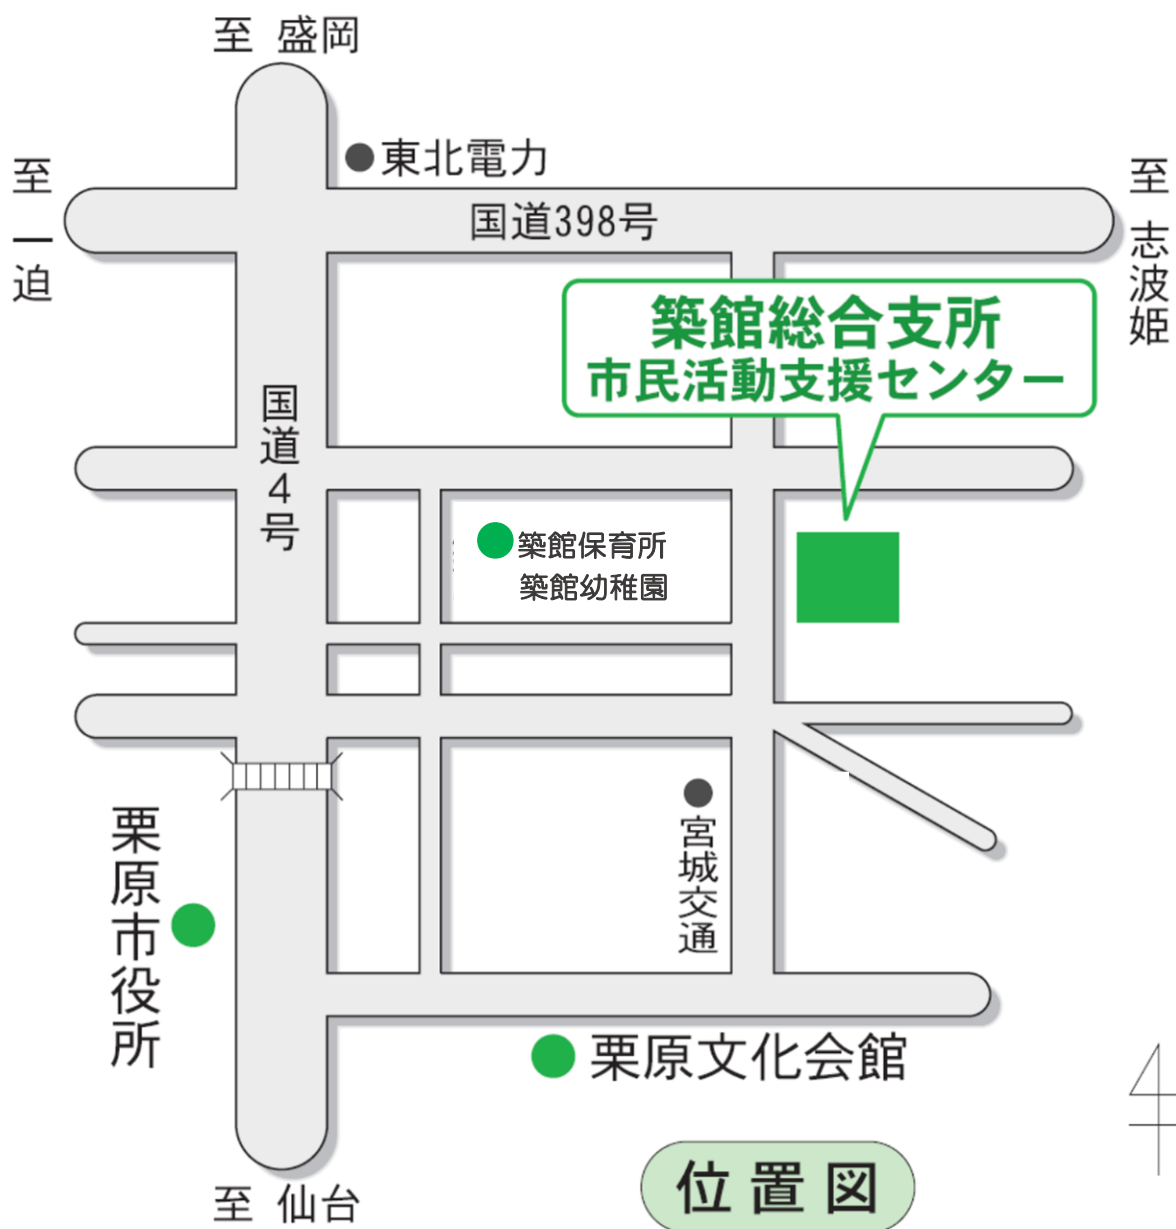 至 盛岡
東北電力
至 一迫
国道398号
至 志波姫
築館総合支所
市民活動支援センター
国道4号
築館保育所
築館幼稚園
宮城交通
栗原市役所
栗原文化会館
至 仙台
位置図